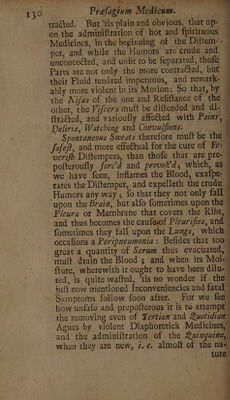 130 Præsagium Medicum.
tracted. But 'tis plain and obvious, that up-
on the administration of hot and spirituous
Medicines, in the beginning of the Distem-
per, and while the Humors are crude and
unconcocted, and unfit to be separated, those
Parts are not only the more contracted, but
their Fluid rendred impetuous, and remark-
ably more violent in its Motion: So that, by
the Nisus of the one and Resistance of the
other, the Viscera must be distended and di-
stracted, and variously affected with Pains,
Deliria, Watching and Convulsions.
Spontaneous Sweats therefore must be the
safest, and more effectual for the cure of Fe-
verish Distempers, than those that are pre-
posterously forc'd and provok'd; which, as
we have seen, inflames the Blood, exaspe-
rates the Distemper, and expelleth the crude
Humors any way; so that they not only fall
upon the Brain, but also sometimes upon the
Pleura or Membrane that covers the Ribs,
and thus becomes the cause of Pleurisies, and
sometimes they fall upon the Lungs, which
occasions a Peripneumonia: Besides that too
great a quantity of Serum thus evacuated,
must drain the Blood; and when its Moi-
sture, wherewith it ought to have been dilu-
ted, is quite wasted, 'tis no wonder if the
just now mentioned Inconveniencies and fatal
Symptoms follow soon after. For we see
how unsafe and preposterous it is to attempt
the removing even of Tertian and Quotidian
Agues by violent Diaphoretick Medicines,
and the administration of the Quinquina,
when they are new, i. e. almost of the na-
ture